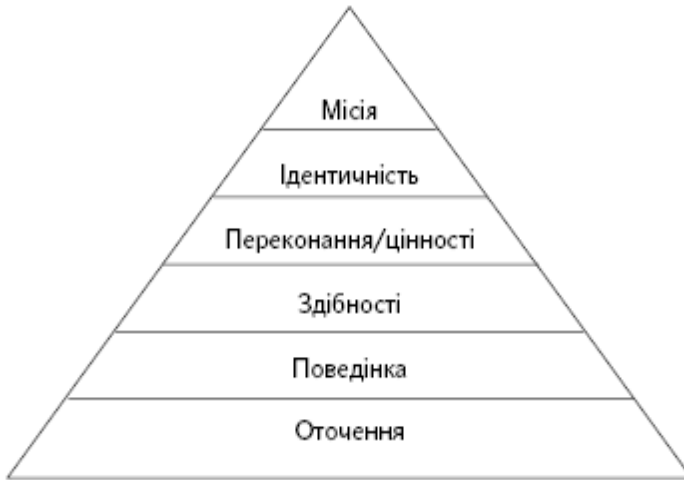 Місія
Ідентичність
Переконання/цінності
Здібності
Поведінка
Оточення